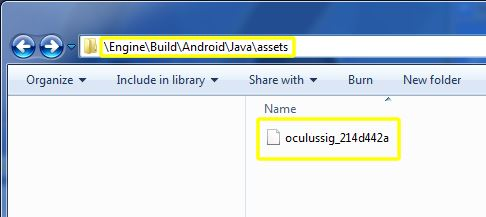 \Engine\Build\Android\Java\assets
Organize Include in library Share with Burn New folder
Name
oculussig_214d442a